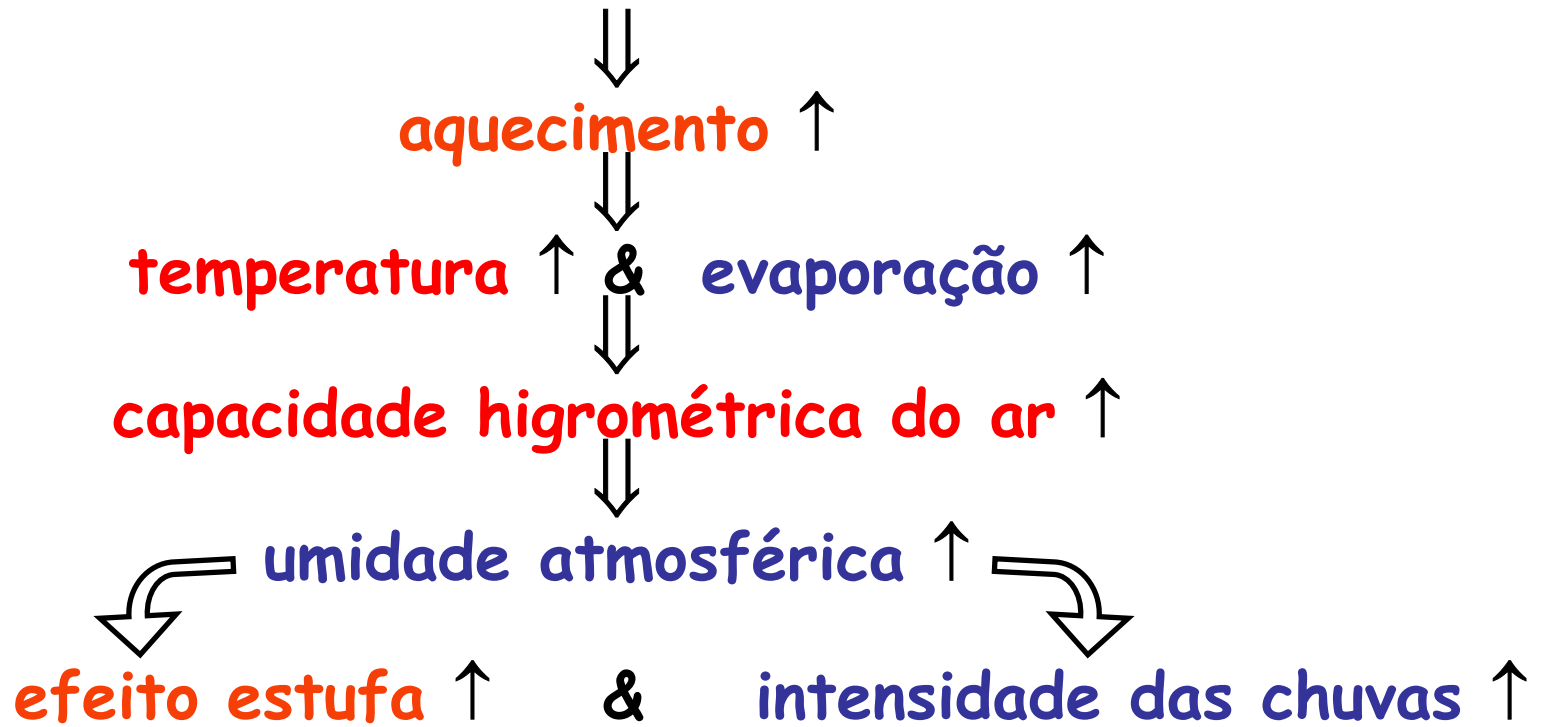 ⇓
aquecimento ↑
⇓
temperatura ↑ & evaporação ↑
⇓
capacidade higrométrica do ar ↑
⇓
umidade atmosférica ↑
efeito estufa ↑ & intensidade das chuvas ↑